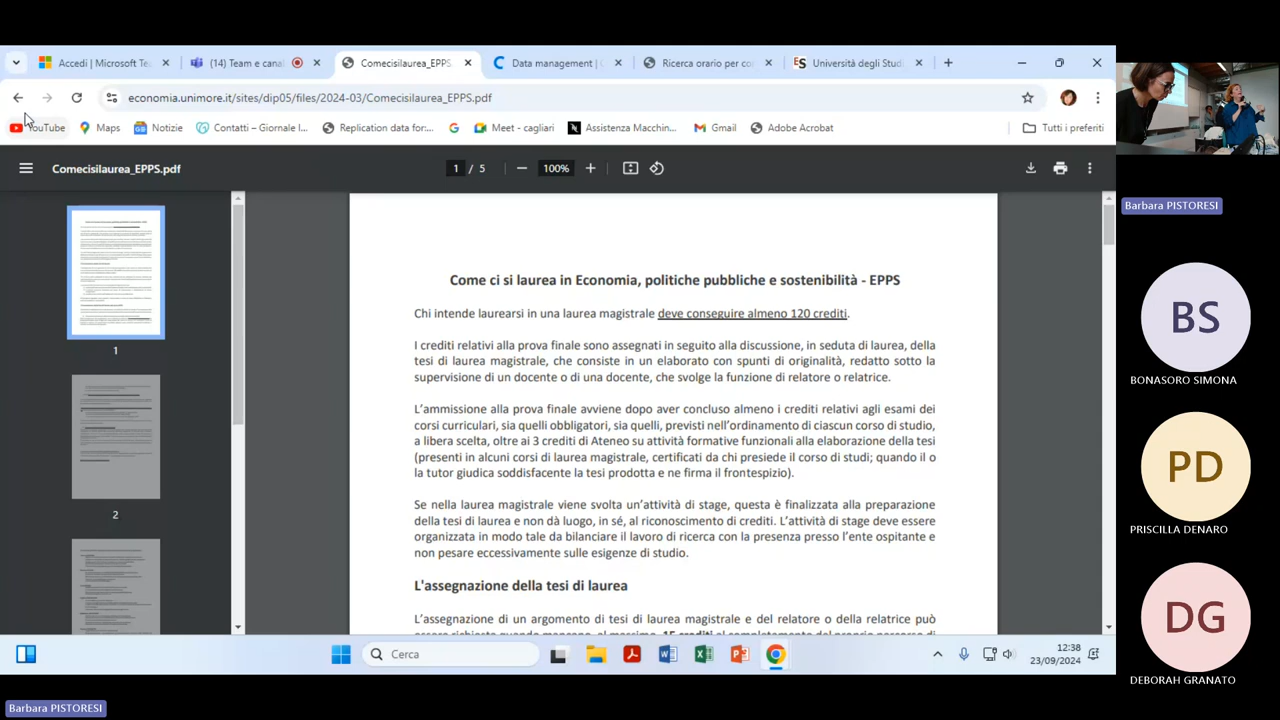 Accedi | Microsoft Te
(14) Team e canal
Comecisilaurea_EPPS
Data management | C
Ricerca orario per co
ES Università degli Stud
economia.unimore.it/sites/dip05/files/2024-03/Comecisilaurea_EPPS.pdf
YouTube
Maps
Notizie
Contatti – Giornale I...
Replication data for:...
Meet - cagliari
Assistenza Macchin...
Gmail
Adobe Acrobat
Tutti i preferiti
Comecisilaurea_EPPS.pdf
1 / 5
100%
1
2
Come ci si laurea in Economia, politiche pubbliche e sostenibilità - EPPS
Chi intende laurearsi in una laurea magistrale deve conseguire almeno 120 crediti.
I crediti relativi alla prova finale sono assegnati in seguito alla discussione, in seduta di laurea, della
tesi di laurea magistrale, che consiste in un elaborato con spunti di originalità, redatto sotto la
supervisione di un docente o di una docente, che svolge la funzione di relatore o relatrice.
L’ammissione alla prova finale avviene dopo aver concluso almeno i crediti relativi agli esami dei
corsi curriculari, sia quelli obbligatori, sia quelli, previsti nell’ordinamento di ciascun corso di studio,
a libera scelta, oltre ai 3 crediti di Ateneo su attività formative funzionali alla elaborazione della tesi
(presenti in alcuni corsi di laurea magistrale, certificati da chi presiede il corso di studi; quando il o
la tutor giudica soddisfacente la tesi prodotta e ne firma il frontespizio).
Se nella laurea magistrale viene svolta un’attività di stage, questa è finalizzata alla preparazione
della tesi di laurea e non dà luogo, in sé, al riconoscimento di crediti. L’attività di stage deve essere
organizzata in modo tale da bilanciare il lavoro di ricerca con la presenza presso l’ente ospitante e
non pesare eccessivamente sulle esigenze di studio.
L'assegnazione della tesi di laurea
L’assegnazione di un argomento di tesi di laurea magistrale e del relatore o della relatrice può
Cerca
12:38
23/09/2024
Barbara PISTORESI
Barbara PISTORESI
BS
BONASORO SIMONA
PD
PRISCILLA DENARO
DG
DEBORAH GRANATO